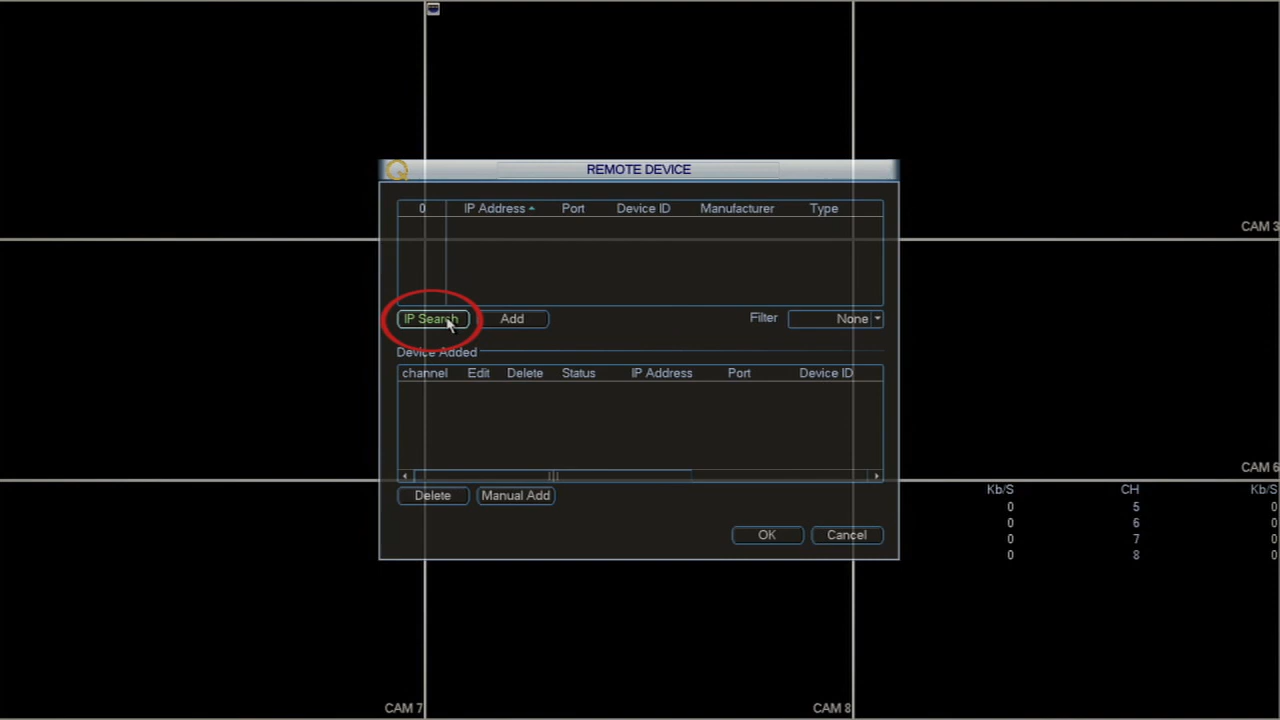 REMOTE DEVICE
0 IP Address Port Device ID Manufacturer Type
CAM 3
IP Search Add Filter None
Device Added
channel Edit Delete Status IP Address Port Device ID
CAM 6
Delete Manual Add
Kb/S CH Kb/S
0 5 0
0 6 0
0 7 0
0 8 0
OK Cancel
CAM 7 CAM 8